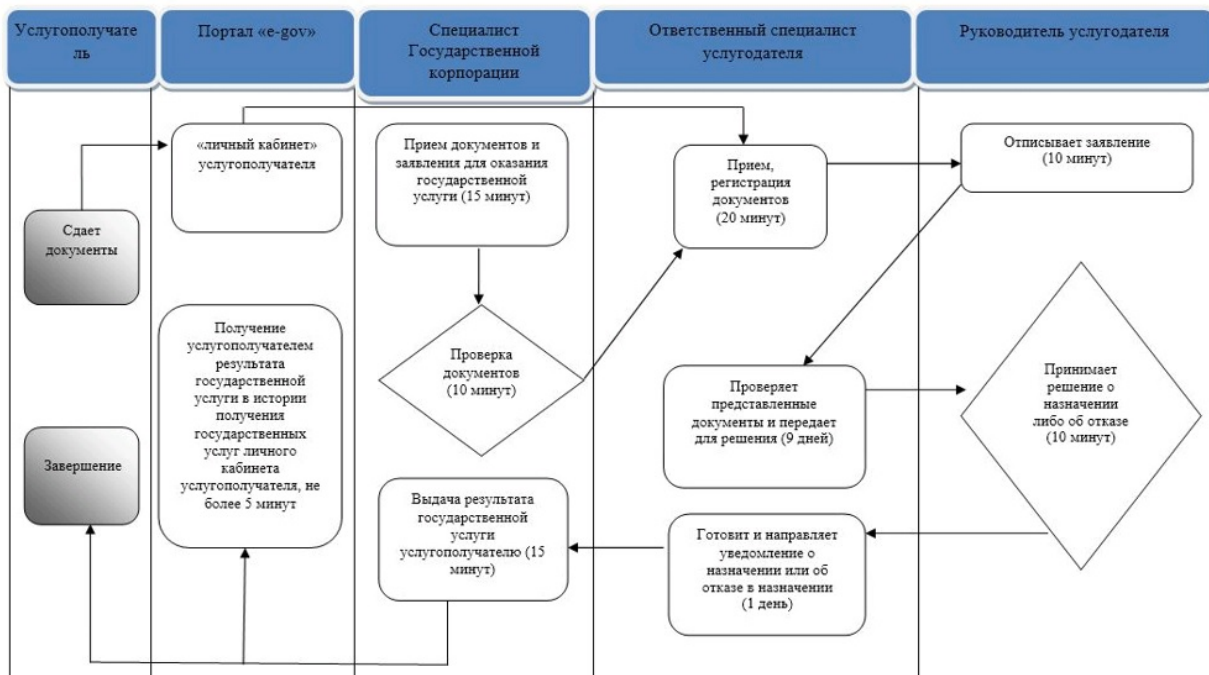 Услугополучате
ль
Портал «e-gov»
Специалист
Государственной
корпорации
Ответственный специалист
услугодателя
Руководитель услугодателя
«личный кабинет»
услугополучателя
Прием документов и
заявления для оказания
государственной
услуги (15 минут)
Прием,
регистрация
документов
(20 минут)
Отписывает заявление
(10 минут)
Сдает
документы
Получение
услугополучателем
результата
государственной
услуги в истории
получения
государственных
услуг личного
кабинета
услугополучателя, не
более 5 минут
Проверка
документов
(10 минут)
Проверяет
представленные
документы и передает
для решения (9 дней)
Принимает
решение о
назначении
либо об отказе
(10 минут)
Завершение
Выдача результата
государственной
услуги
услугополучателю (15
минут)
Готовит и направляет
уведомление о
назначении или об
отказе в назначении
(1 день)